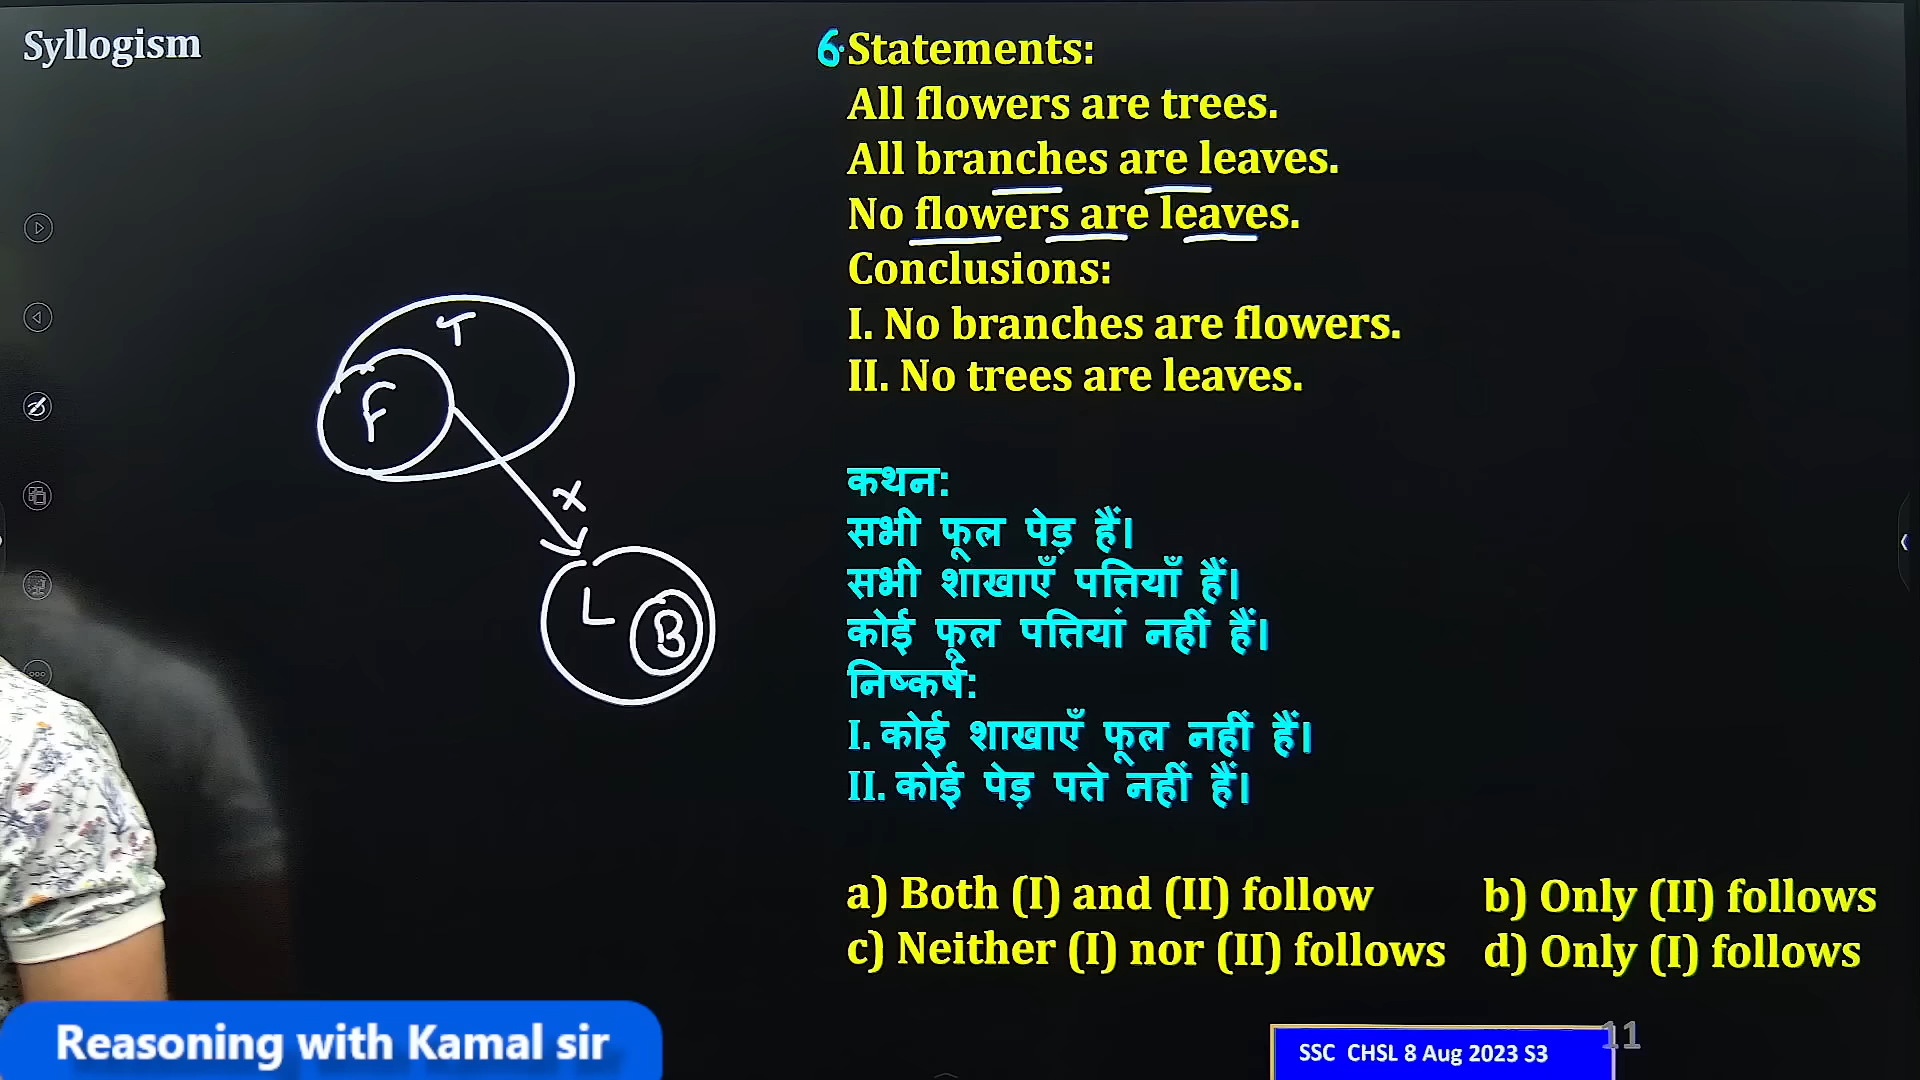 Syllogism
6. Statements:
All flowers are trees.
All branches are leaves.
No flowers are leaves.
Conclusions:
I. No branches are flowers.
II. No trees are leaves.
T
F
X
L
B
कथन:
सभी फूल पेड़ हैं।
सभी शाखाएँ पत्तियाँ हैं।
कोई फूल पत्तियां नहीं हैं।
निष्कर्ष:
I. कोई शाखाएँ फूल नहीं हैं।
II. कोई पेड़ पत्ते नहीं हैं।
a) Both (I) and (II) follow b) Only (II) follows
c) Neither (I) nor (II) follows d) Only (I) follows
Reasoning with Kamal sir
SSC CHSL 8 Aug 2023 S3
11